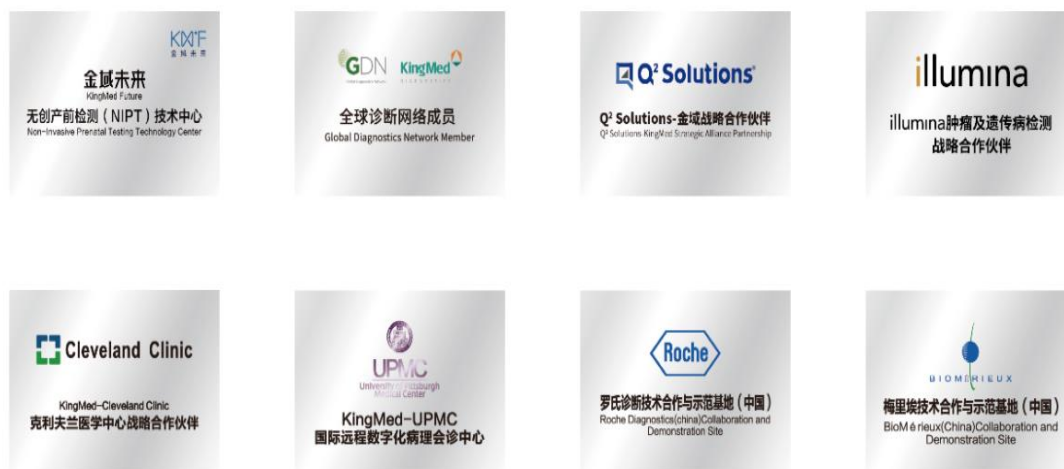 KMF
金域未来
金域未来
KingMed Future
无创产前检测（NIPT）技术中心
Non-Invasive Prenatal Testing Technology Center
GDN
KingMed
全球诊断网络成员
Global Diagnostics Network Member
Q² Solutions
Q² Solutions-金域战略合作伙伴
Q² Solutions-KingMed Strategic Alliance Partnership
illumına
illumına肿瘤及遗传病检测
战略合作伙伴
Cleveland Clinic
KingMed-Cleveland Clinic
克利夫兰医学中心战略合作伙伴
UPMC
University of Pittsburgh
Medical Center
KingMed-UPMC
国际远程数字化病理会诊中心
Roche
罗氏诊断技术合作与示范基地（中国）
Roche Diagnostics(china)Collaboration and
Demonstration Site
BIOMÉRIEUX
梅里埃技术合作与示范基地（中国）
BioM é rieux(China)Collaboration and
Demonstration Site